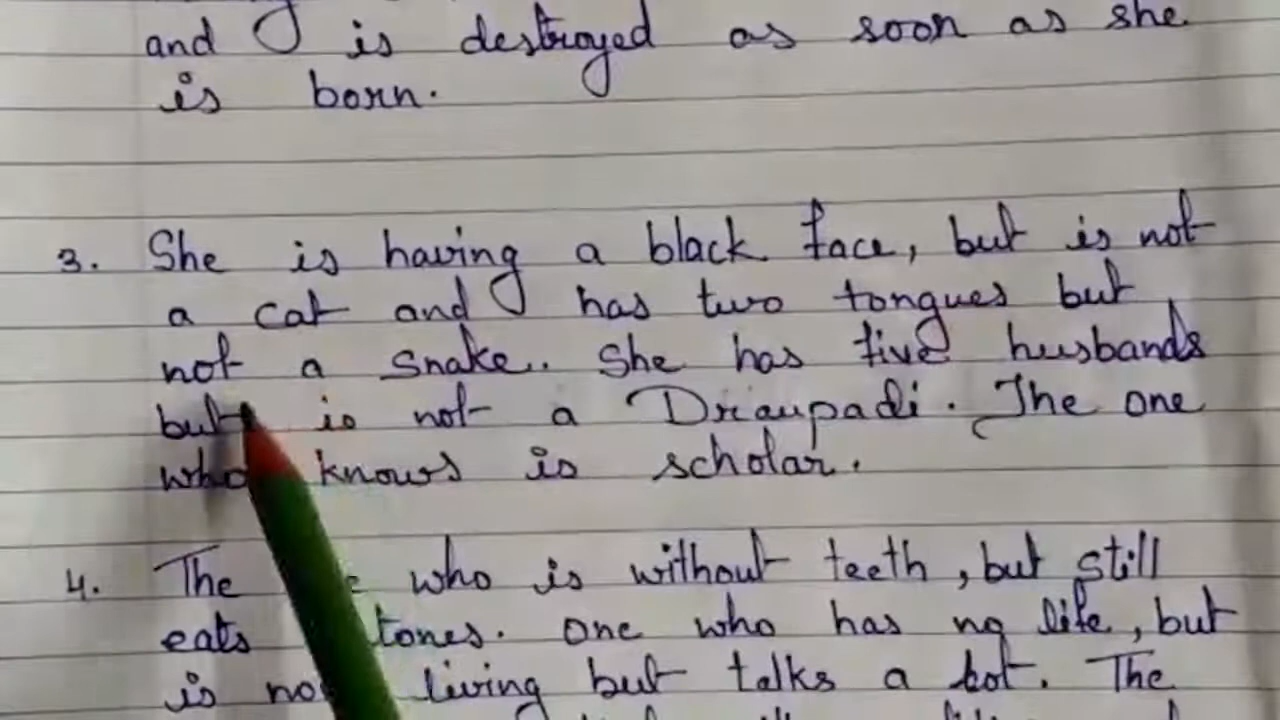 and is destroyed as soon as she
is born.
3. She is having a black face, but is not
a cat and has two tongues but
not a snake. She has five husbands
but is not a Draupadi. The one
who knows is scholar.
4. The who is without teeth, but still
eats stones. One who has no life, but
is not living but talks a lot. The